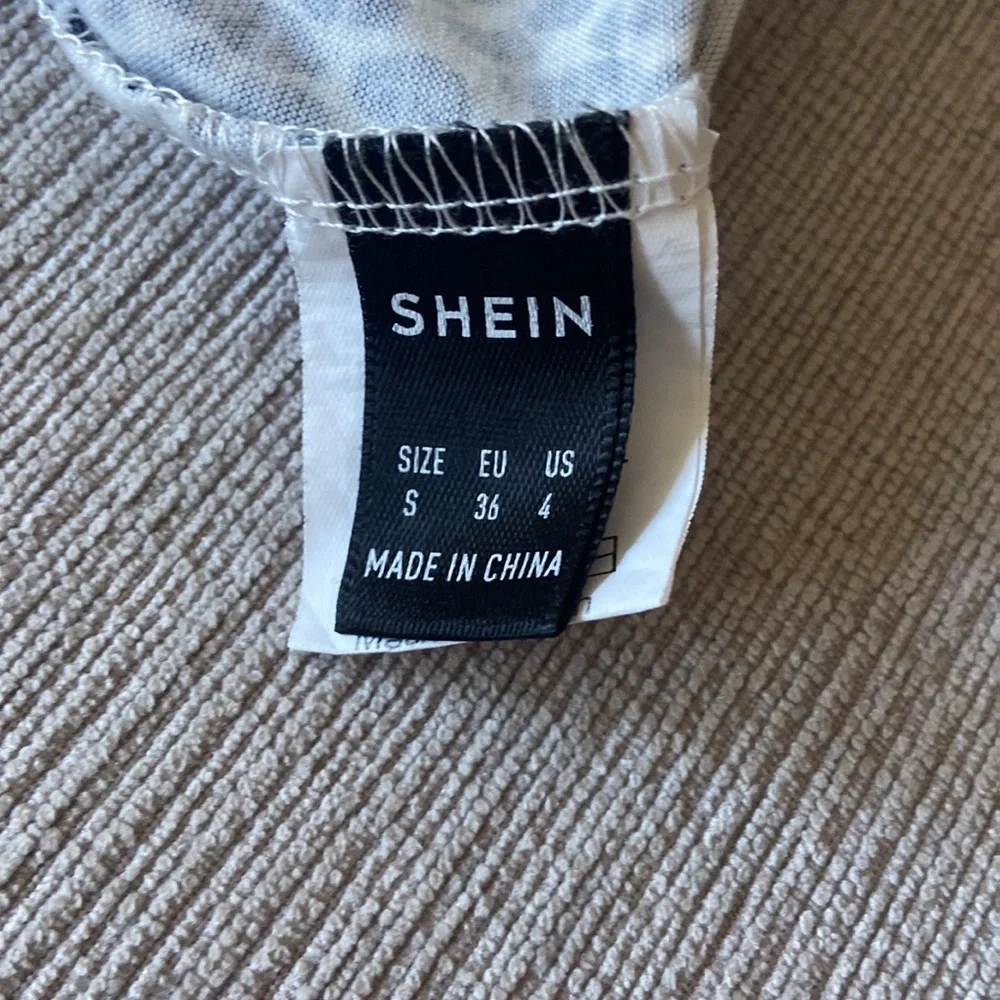 SHEIN
SIZE EU US
S 36 4
MADE IN CHINA